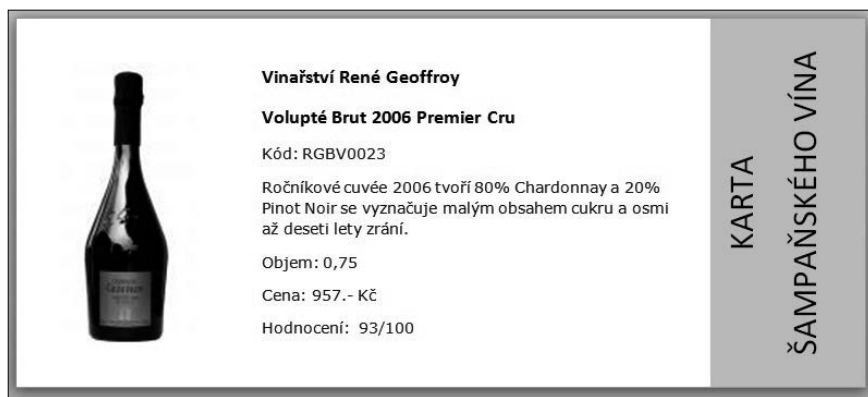 Vinařství René Geoffroy
Volupté Brut 2006 Premier Cru
Kód: RGBV0023
Ročníkové cuvée 2006 tvoří 80% Chardonnay a 20%
Pinot Noir se vyznačuje malým obsahem cukru a osmi
až deseti lety zrání.
Objem: 0,75
Cena: 957.- Kč
Hodnocení: 93/100
KARTA
ŠAMPAŇSKÉHO VÍNA